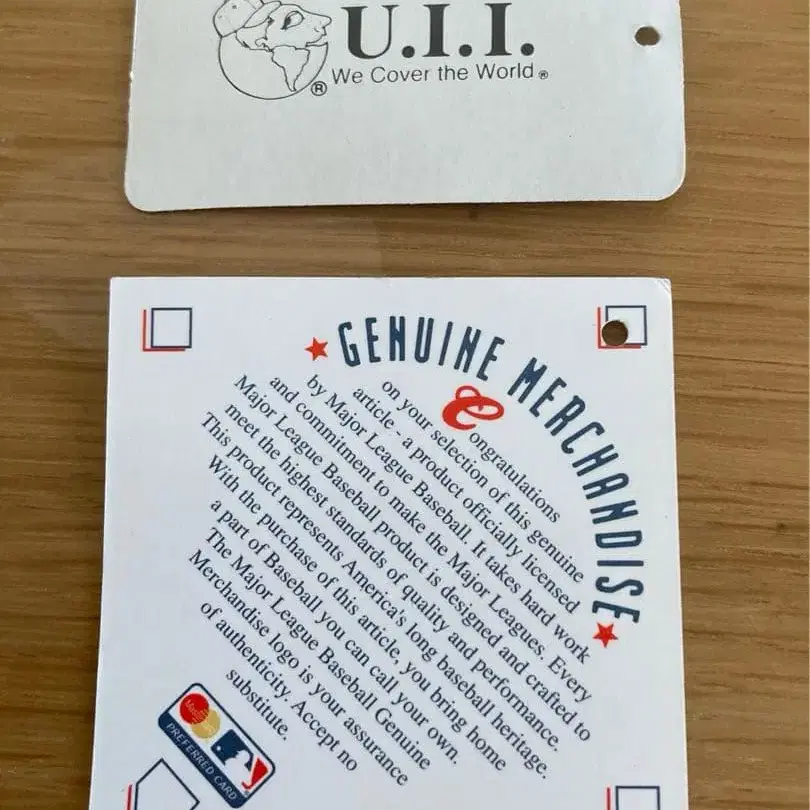 U.I.I.
We Cover the World ®
®
GENUINE MERCHANDISE
Congratulations
on your selection of this genuine
article - a product officially licensed
by Major League Baseball. It takes hard work
and commitment to make the Major Leagues. Every
Major League Baseball product is designed and crafted to
meet the highest standards of quality and performance.
This product represents America's long baseball heritage.
With the purchase of this article, you bring home
a part of Baseball you can call your own.
The Major League Baseball Genuine
Merchandise logo is your assurance
of authenticity. Accept no
substitute.
PREFERRED CARD